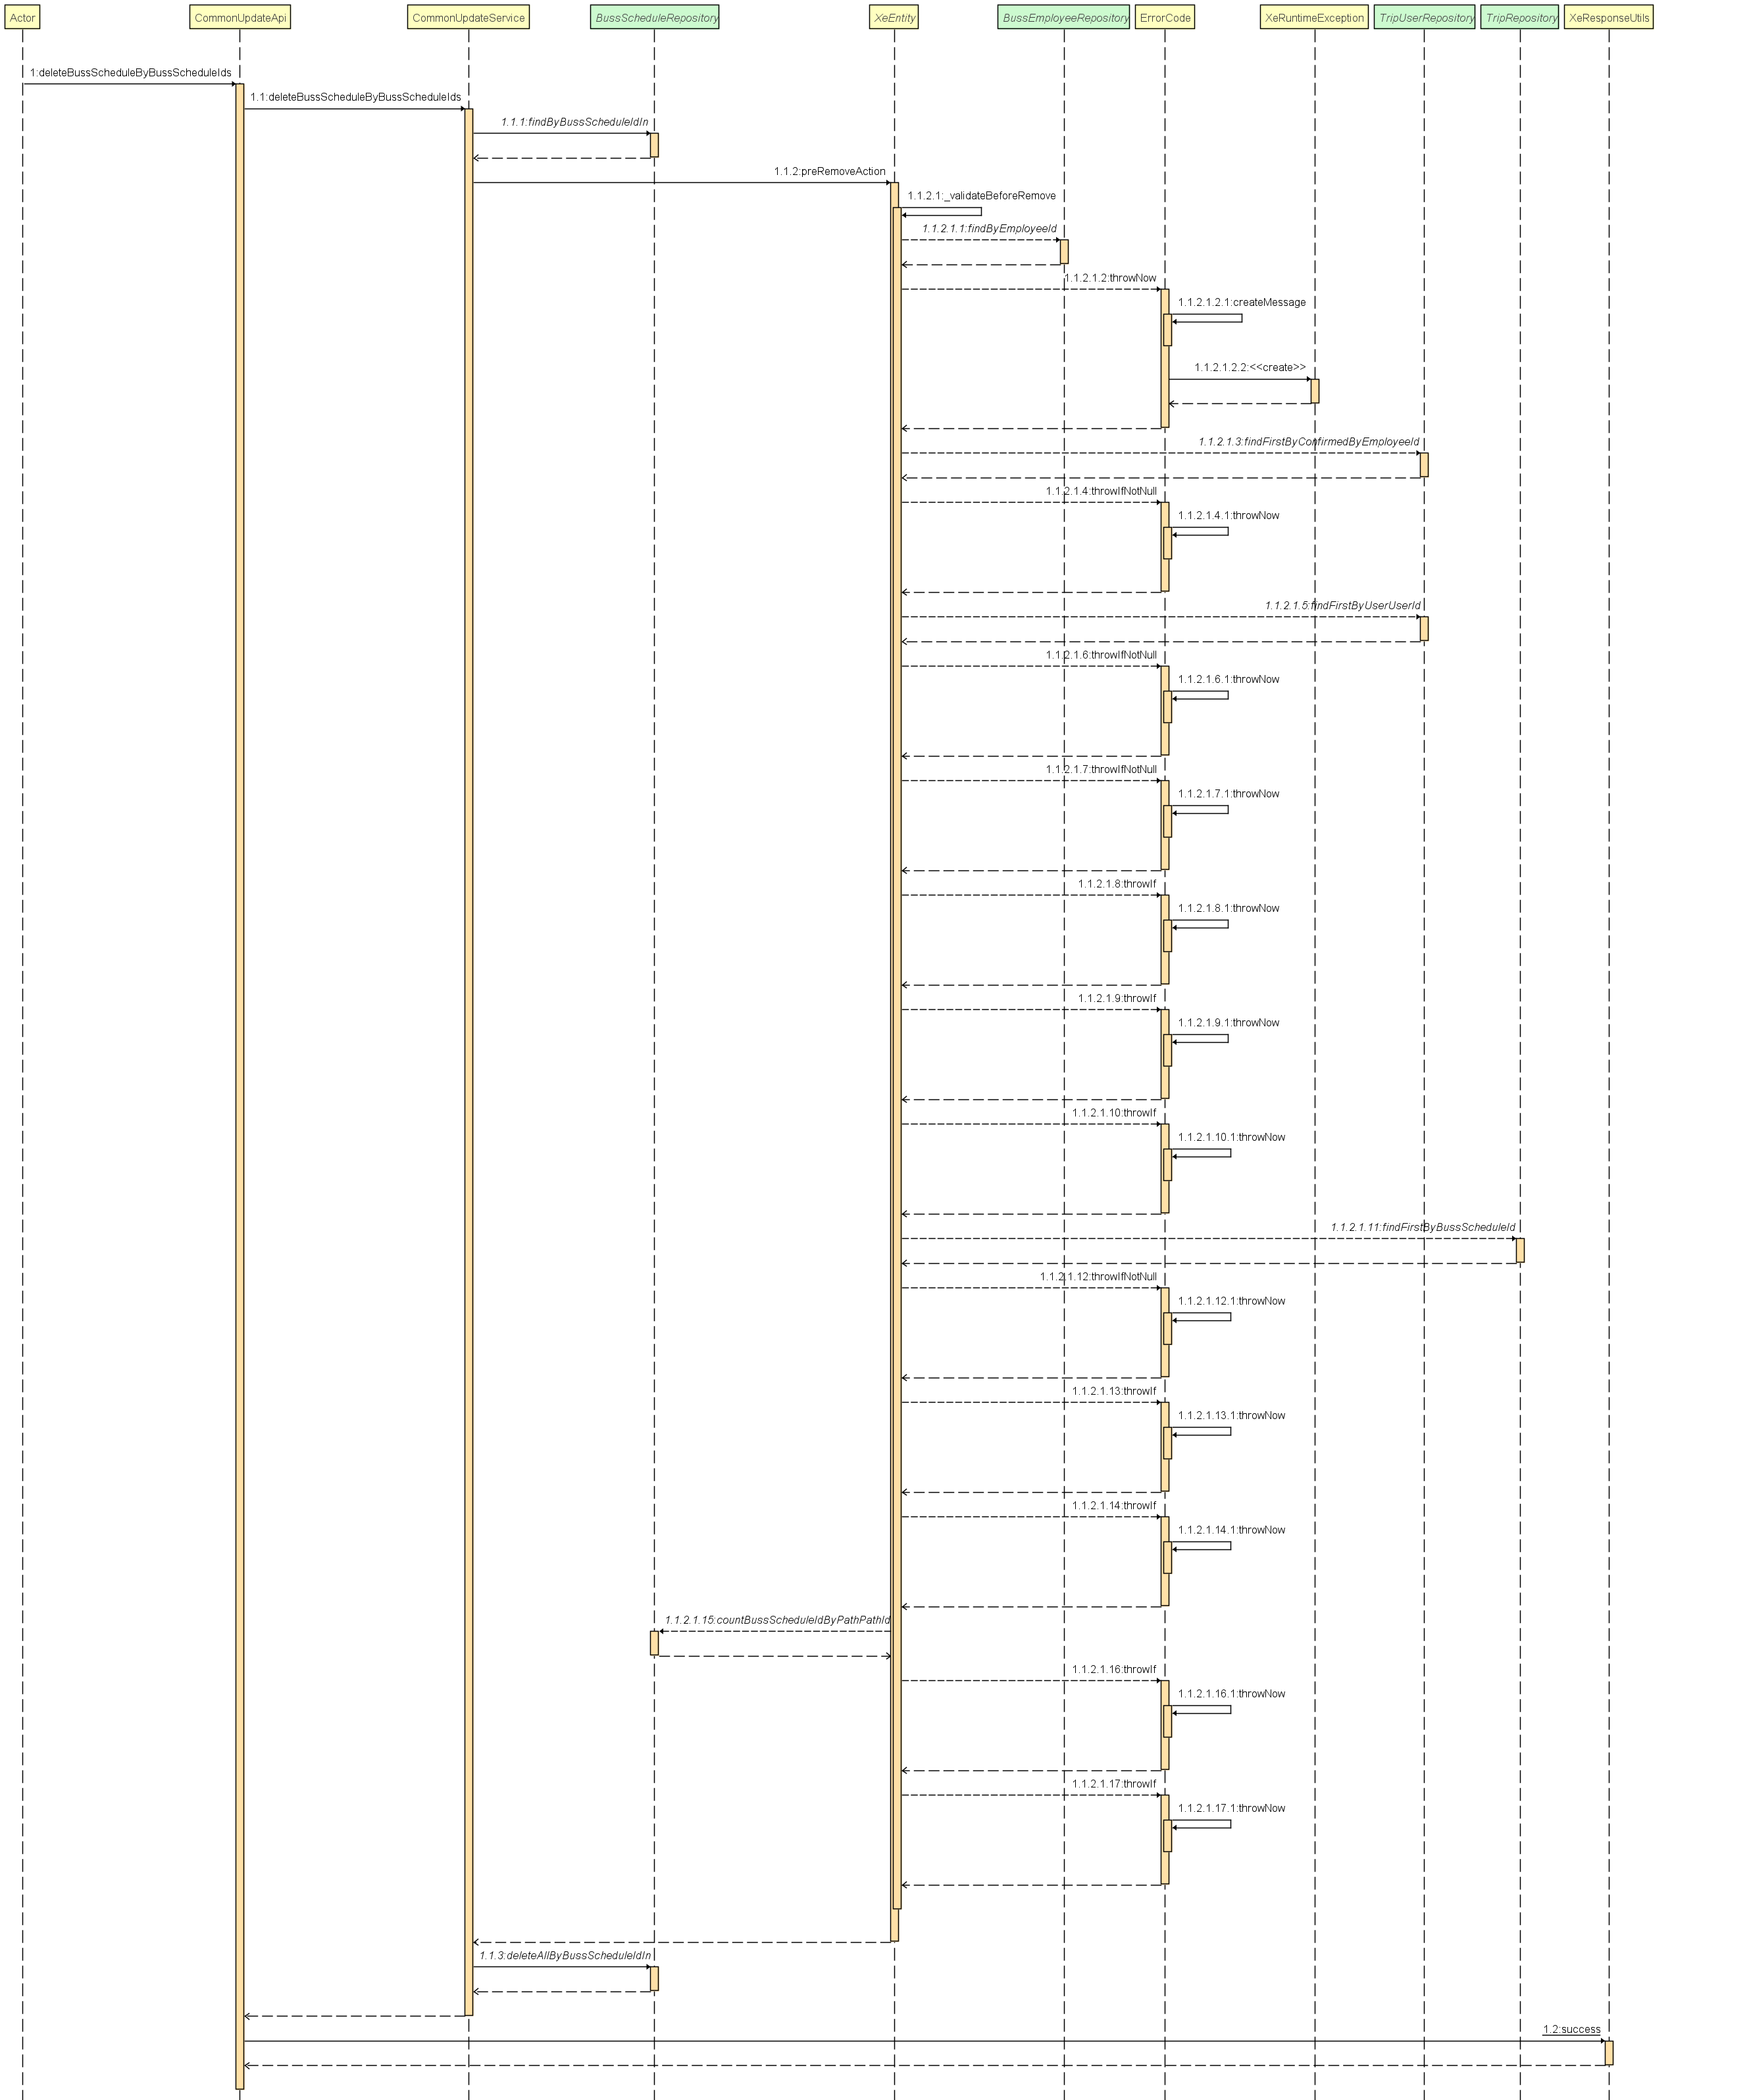 Actor
CommonUpdateApi
CommonUpdateService
BussScheduleRepository
XeEntity
BussEmployeeRepository
ErrorCode
XeRuntimeException
TripUserRepository
TripRepository
XeResponseUtils
1:deleteBussScheduleByBussScheduleIds
1.1:deleteBussScheduleByBussScheduleIds
1.1.1:findByBussScheduleIdIn
1.1.2:preRemoveAction
1.1.2.1:_validateBeforeRemove
1.1.2.1.1:findByEmployeeId
1.1.2.1.2:throwNow
1.1.2.1.2.1:createMessage
1.1.2.1.2.2:<<create>>
1.1.2.1.3:findFirstByConfirmedByEmployeeId
1.1.2.1.4:throwIfNotNull
1.1.2.1.4.1:throwNow
1.1.2.1.5:findFirstByUserUserId
1.1.2.1.6:throwIfNotNull
1.1.2.1.6.1:throwNow
1.1.2.1.7:throwIfNotNull
1.1.2.1.7.1:throwNow
1.1.2.1.8:throwIf
1.1.2.1.8.1:throwNow
1.1.2.1.9:throwIf
1.1.2.1.9.1:throwNow
1.1.2.1.10:throwIf
1.1.2.1.10.1:throwNow
1.1.2.1.11:findFirstByBussScheduleId
1.1.2.1.12:throwIfNotNull
1.1.2.1.12.1:throwNow
1.1.2.1.13:throwIf
1.1.2.1.13.1:throwNow
1.1.2.1.14:throwIf
1.1.2.1.14.1:throwNow
1.1.2.1.15:countBussScheduleIdByPathPathId
1.1.2.1.16:throwIf
1.1.2.1.16.1:throwNow
1.1.2.1.17:throwIf
1.1.2.1.17.1:throwNow
1.1.3:deleteAllByBussScheduleIdIn
1.2:success